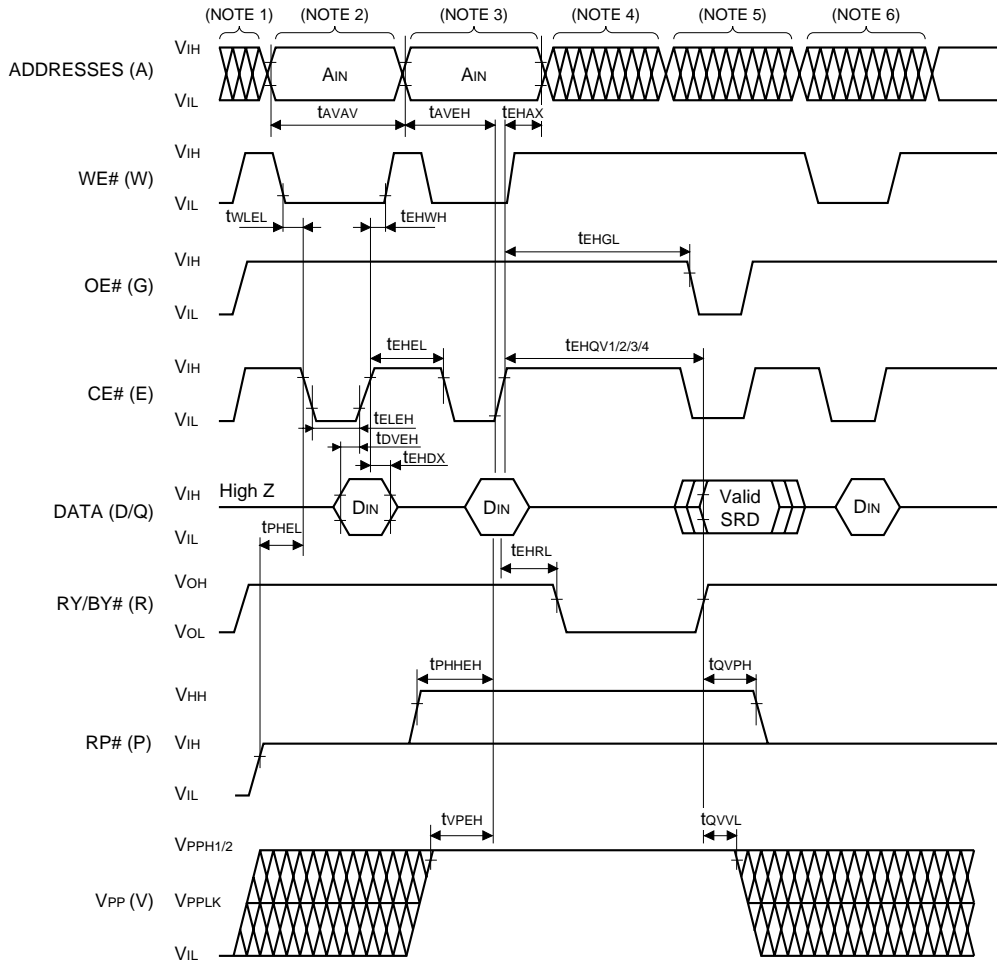 (NOTE 1) (NOTE 2) (NOTE 3) (NOTE 4) (NOTE 5) (NOTE 6)
ADDRESSES (A)
VIH
VIL
AIN
AIN
tAVAV
tAVEH
tEHAX
WE# (W)
VIH
VIL
tWLEL
tEHWH
OE# (G)
VIH
VIL
tEHGL
CE# (E)
VIH
VIL
tEHEL
tEHQV1/2/3/4
tELEH
tDVEH
tEHDX
DATA (D/Q)
VIH
VIL
High Z
DIN
DIN
Valid
SRD
DIN
tPHEL
tEHRL
RY/BY# (R)
VOH
VOL
RP# (P)
VHH
VIH
VIL
tPHHEH
tQVPH
VPP (V)
VPPH1/2
VPPLK
VIL
tVPEH
tQVVL